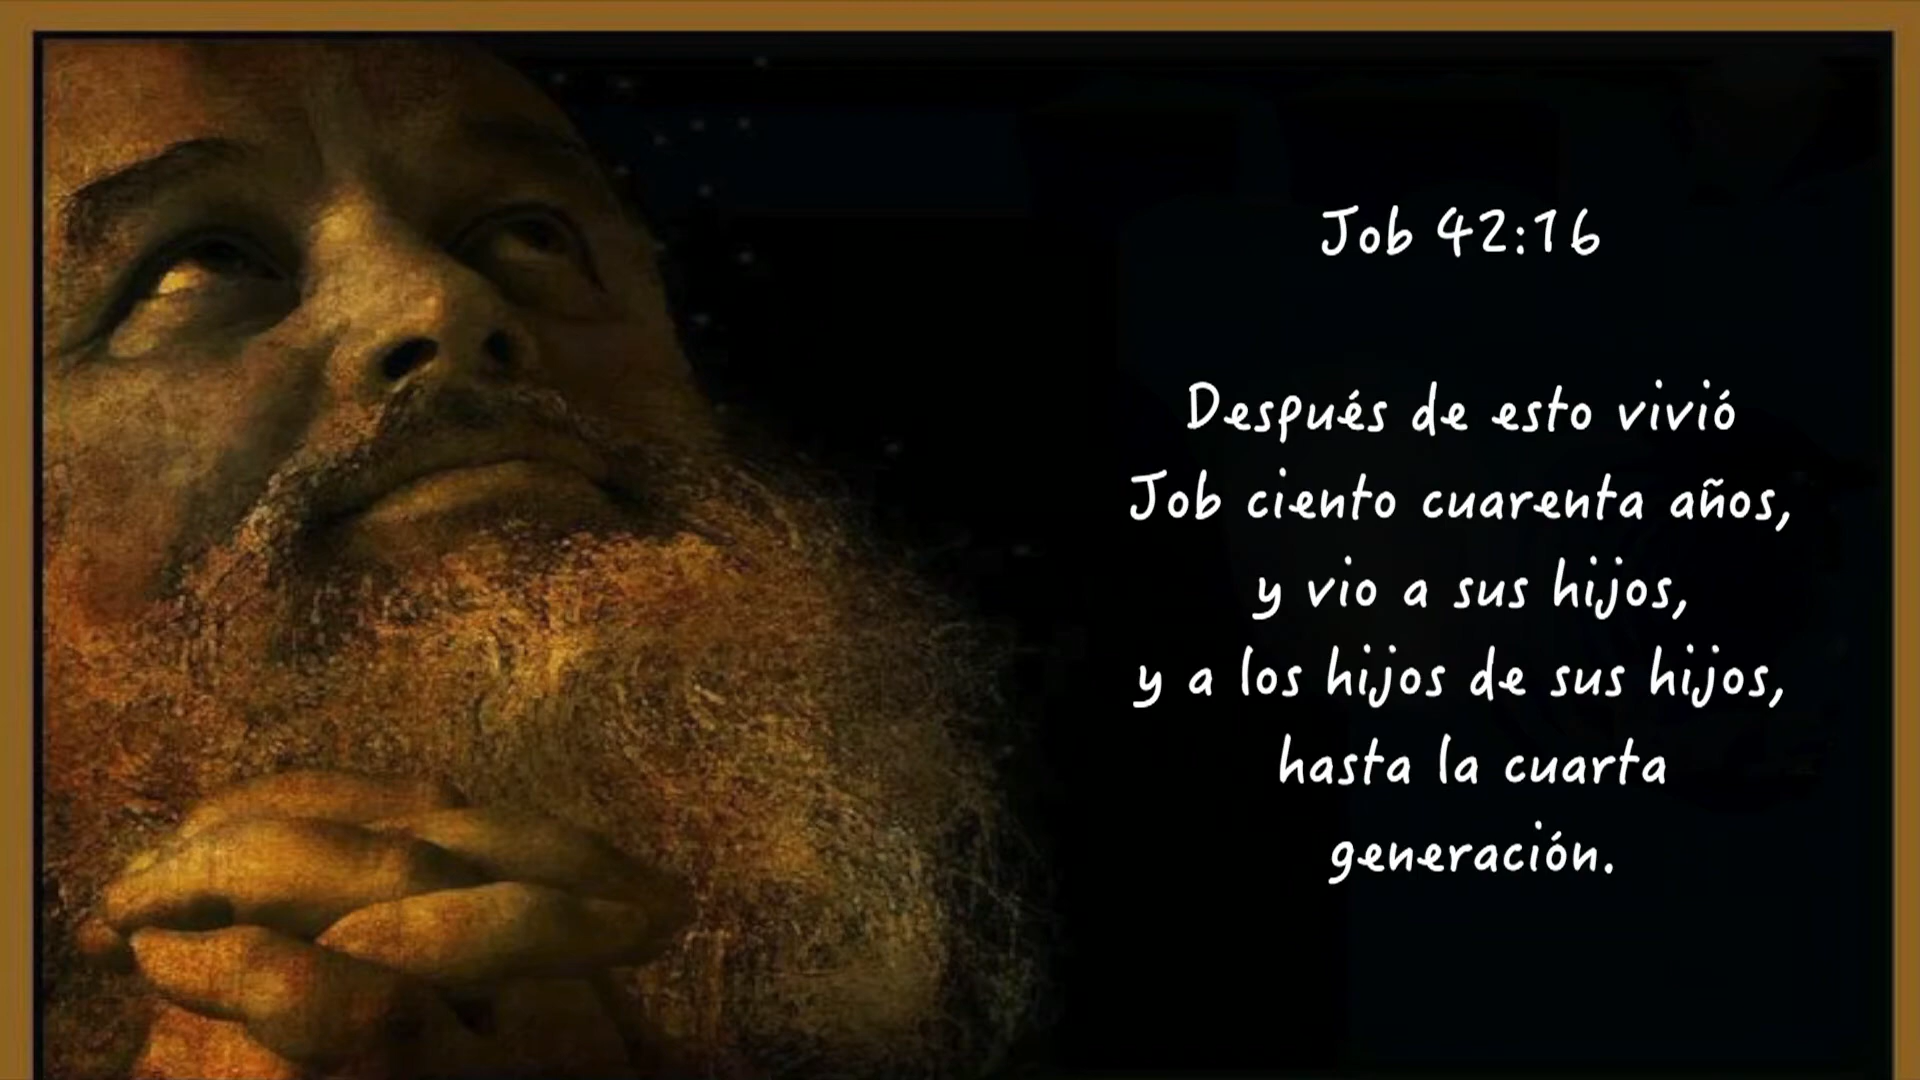 Job 42:16
Después de esto vivió
Job ciento cuarenta años,
y vio a sus hijos,
y a los hijos de sus hijos,
hasta la cuarta
generación.